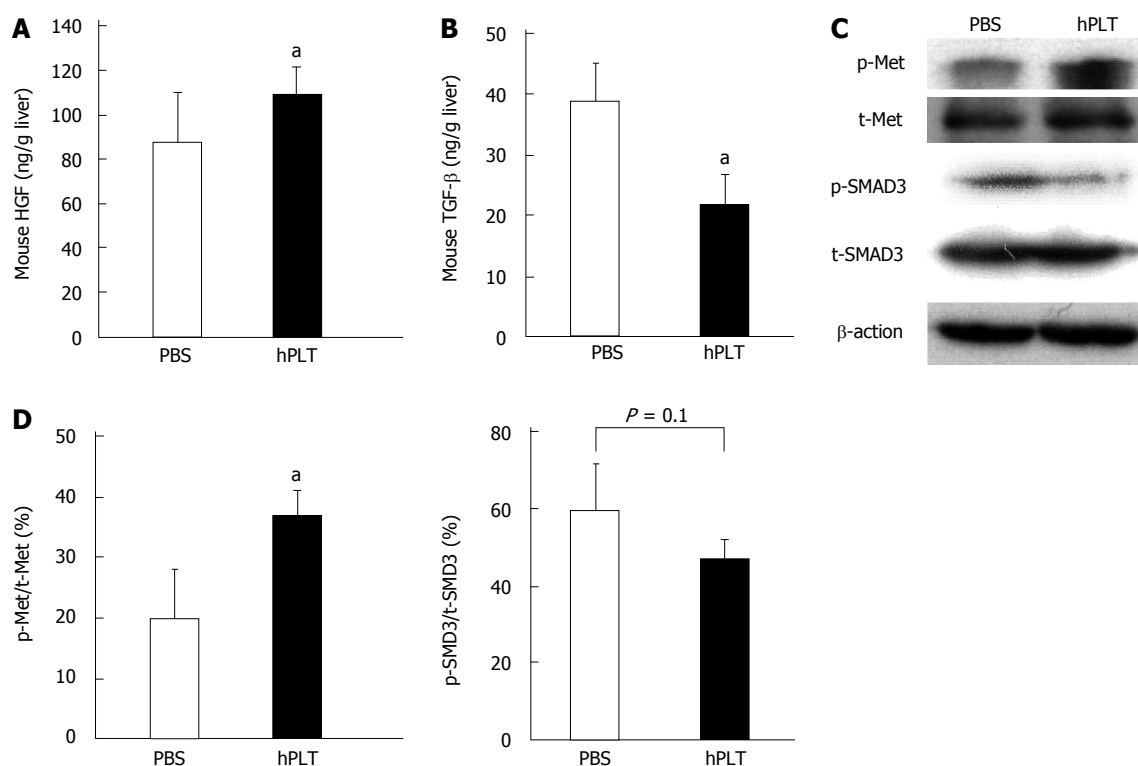 A
Mouse HGF (ng/g liver)
140
120
100
80
60
40
20
0
a
PBS hPLT
B
Mouse TGF-β (ng/g liver)
50
40
30
20
10
0
a
PBS hPLT
C
PBS hPLT
p-Met
t-Met
p-SMAD3
t-SMAD3
β-action
D
p-Met/t-Met (%)
50
40
30
20
10
0
a
PBS hPLT
p-SMD3/t-SMD3 (%)
80
60
40
20
0
P = 0.1
PBS hPLT